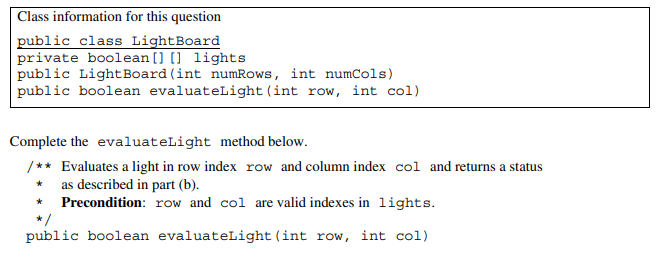 Class information for this question
public class LightBoard
private boolean[][] lights
public LightBoard(int numRows, int numCols)
public boolean evaluateLight(int row, int col)
Complete the evaluateLight method below.
/** Evaluates a light in row index row and column index col and returns a status
* as described in part (b).
* Precondition: row and col are valid indexes in lights.
*/
public boolean evaluateLight(int row, int col)